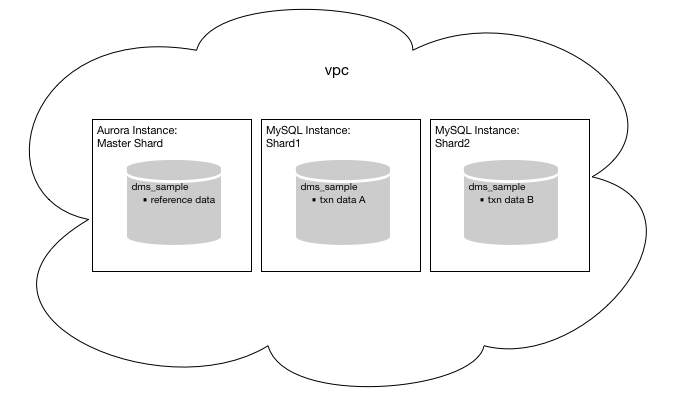 vpc
Aurora Instance:
Master Shard
dms_sample
▪ reference data
MySQL Instance:
Shard1
dms_sample
▪ txn data A
MySQL Instance:
Shard2
dms_sample
▪ txn data B